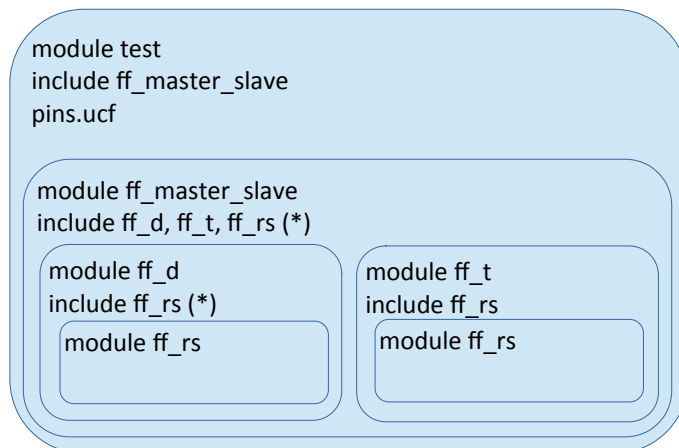 module test
include ff_master_slave
pins.ucf
module ff_master_slave
include ff_d, ff_t, ff_rs (*)
module ff_d
include ff_rs (*)
module ff_rs
module ff_t
include ff_rs
module ff_rs